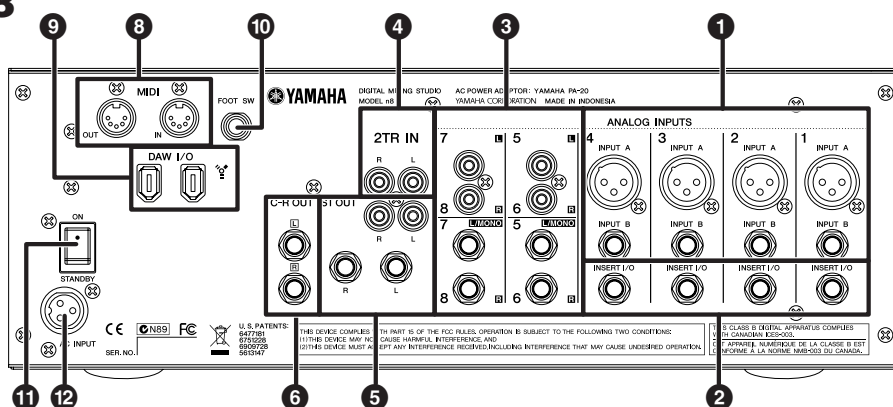 9 8 10 4 3 1
MIDI
OUT
IN
FOOT SW
DAW I/O
YAMAHA
DIGITAL MIXING STUDIO
MODEL n8
AC POWER ADAPTOR: YAMAHA PA-20
YAMAHA CORPORATION MADE IN INDONESIA
2TR IN
R L
C-R OUT
L
R
ST OUT
R L
R L
7 L
8 R
7 L/MONO
8 R
5 L
6 R
5 L/MONO
6 R
ANALOG INPUTS
4 3 2 1
INPUT A INPUT A INPUT A INPUT A
INPUT B INPUT B INPUT B INPUT B
INSERT I/O INSERT I/O INSERT I/O INSERT I/O
ON
STANDBY
AC INPUT
CE N89 FC
SER. NO.
U. S. PATENTS:
6477181
6751228
6909728
5613147
THIS DEVICE COMPLIES WITH PART 15 OF THE FCC RULES. OPERATION IS SUBJECT TO THE FOLLOWING TWO CONDITIONS:
(1) THIS DEVICE MAY NOT CAUSE HARMFUL INTERFERENCE, AND
(2) THIS DEVICE MUST ACCEPT ANY INTERFERENCE RECEIVED, INCLUDING INTERFERENCE THAT MAY CAUSE UNDESIRED OPERATION.
THIS CLASS B DIGITAL APPARATUS COMPLIES
WITH CANADIAN ICES-003.
CET APPAREIL NUMÉRIQUE DE LA CLASSE B EST
CONFORME A LA NORME NMB-003 DU CANADA.
11 12 6 5 2